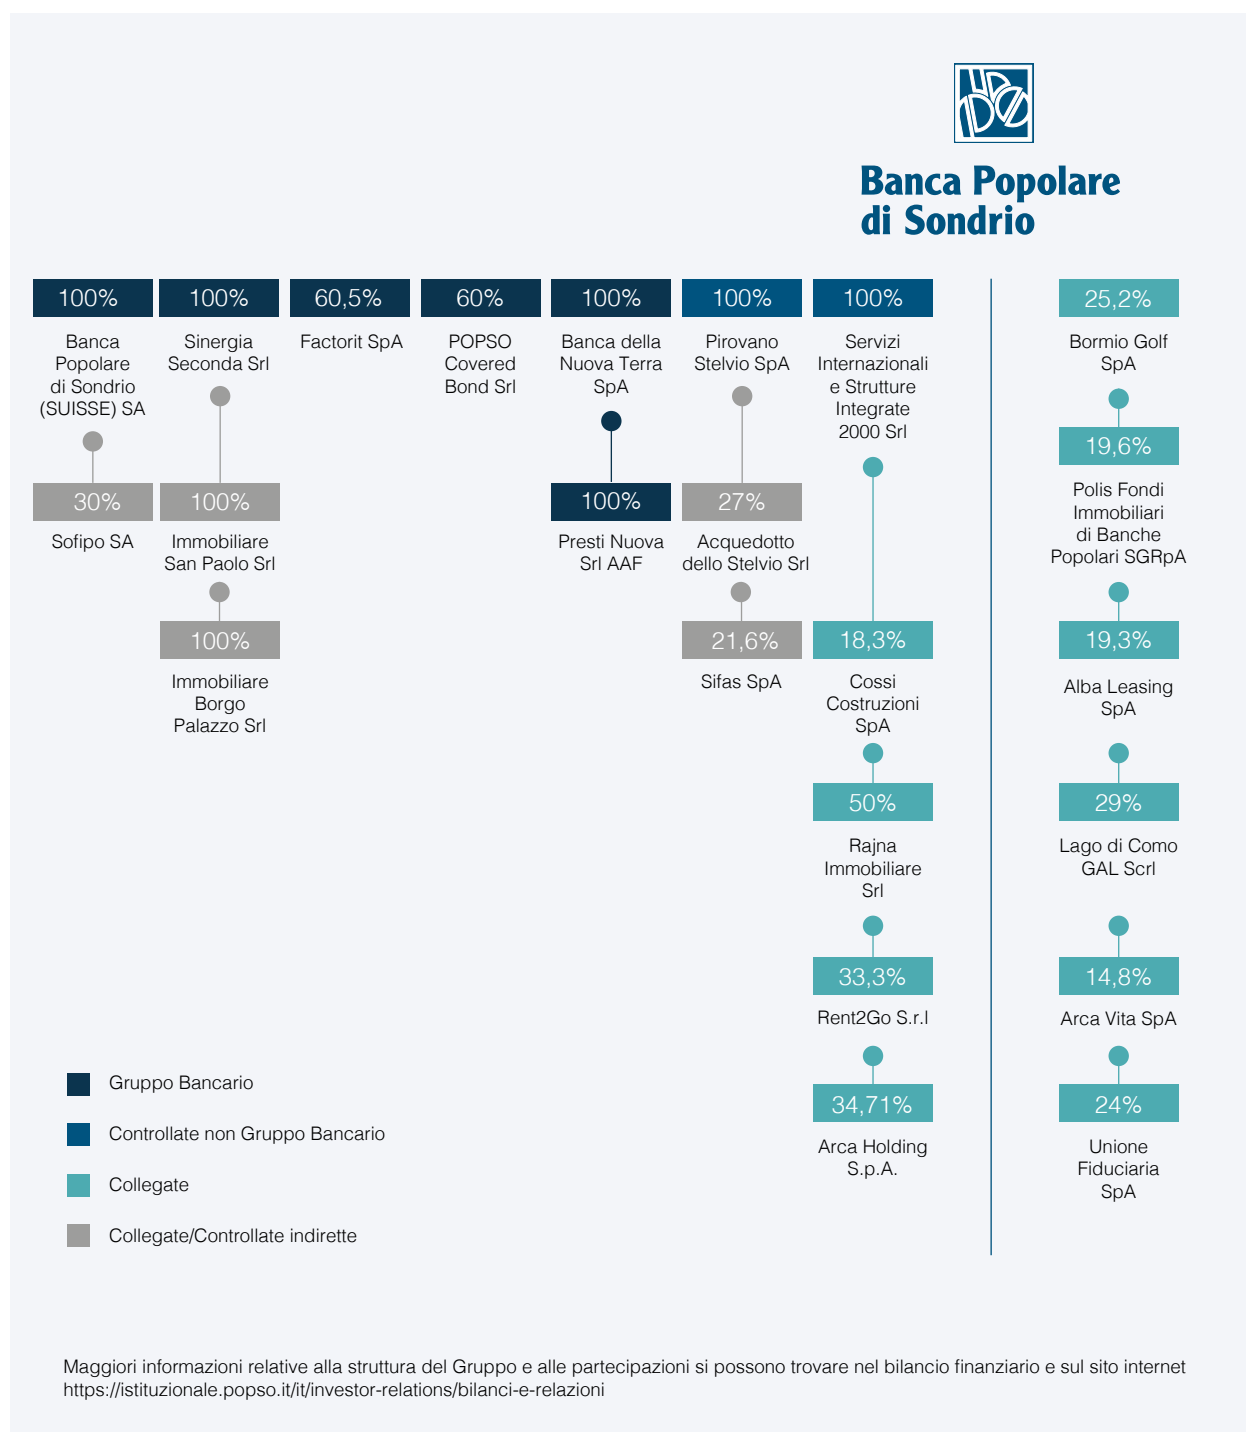 Banca Popolare
di Sondrio
100%
Banca
Popolare
di Sondrio
(SUISSE) SA
30%
Sofipo SA
100%
Sinergia
Seconda Srl
100%
Immobiliare
San Paolo Srl
100%
Immobiliare
Borgo
Palazzo Srl
60,5%
Factorit SpA
60%
POPSO
Covered
Bond Srl
100%
Banca della
Nuova Terra
SpA
100%
Presti Nuova
Srl AAF
100%
Pirovano
Stelvio SpA
27%
Acquedotto
dello Stelvio Srl
21,6%
Sifas SpA
100%
Servizi
Internazionali
e Strutture
Integrate
2000 Srl
18,3%
Cossi
Costruzioni
SpA
50%
Rajna
Immobiliare
Srl
33,3%
Rent2Go S.r.l
34,71%
Arca Holding
S.p.A.
25,2%
Bormio Golf
SpA
19,6%
Polis Fondi
Immobiliari
di Banche
Popolari SGRpA
19,3%
Alba Leasing
SpA
29%
Lago di Como
GAL Scrl
14,8%
Arca Vita SpA
24%
Unione
Fiduciaria
SpA
Gruppo Bancario
Controllate non Gruppo Bancario
Collegate
Collegate/Controllate indirette
Maggiori informazioni relative alla struttura del Gruppo e alle partecipazioni si possono trovare nel bilancio finanziario e sul sito internet
https://istituzionale.popso.it/it/investor-relations/bilanci-e-relazioni